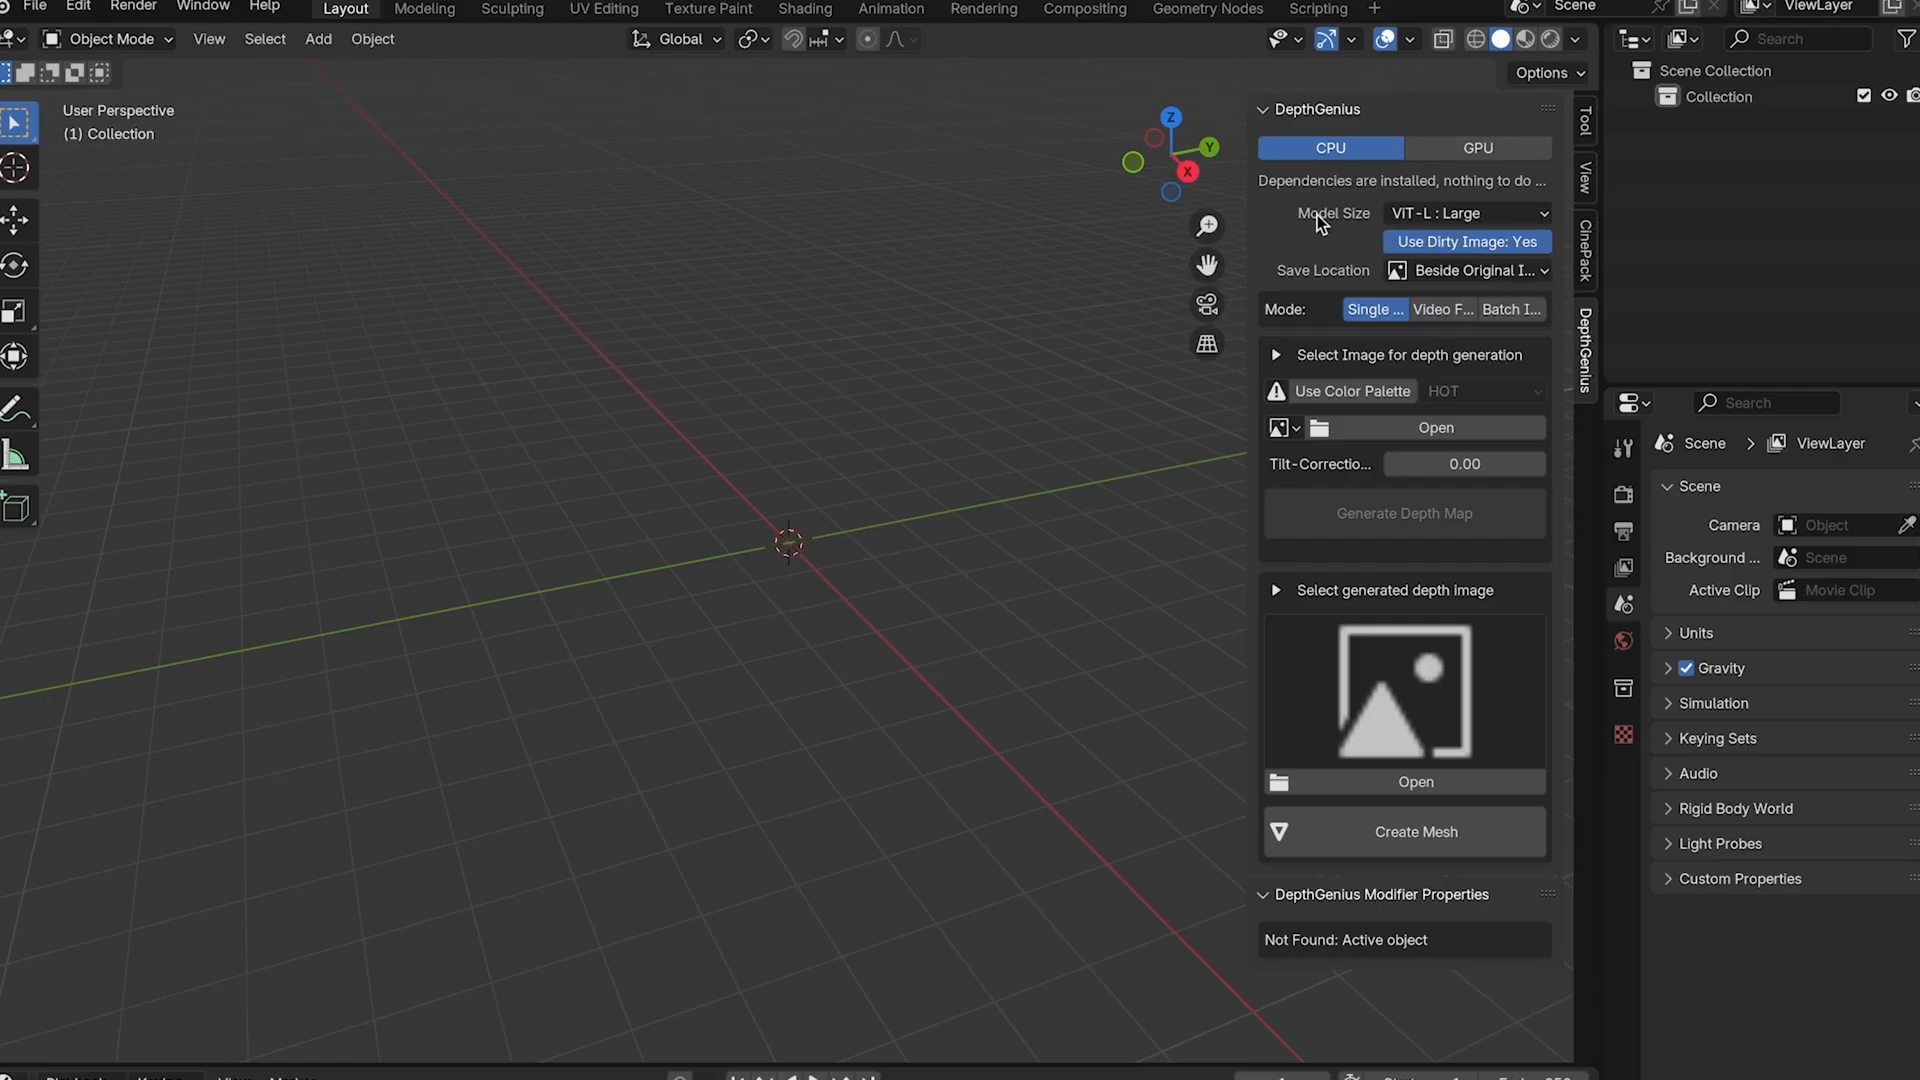 File Edit Render Window Help Layout Modeling Sculpting UV Editing Texture Paint Shading Animation Rendering Compositing Geometry Nodes Scripting + Scene ViewLayer
Object Mode View Select Add Object Global Search
Options
User Perspective
(1) Collection
Z
Y
X
DepthGenius
CPU GPU
Dependencies are installed, nothing to do ...
Model Size ViT-L : Large
Use Dirty Image: Yes
Save Location Beside Original I...
Mode: Single ... Video F... Batch I...
Select Image for depth generation
Use Color Palette HOT
Open
Tilt-Correctio... 0.00
Generate Depth Map
Select generated depth image
Open
Create Mesh
DepthGenius Modifier Properties
Not Found: Active object
Tool
View
CinePack
DepthGenius
Scene Collection
Collection
Search
Scene ViewLayer
Scene
Camera Object
Background ... Scene
Active Clip Movie Clip
Units
Gravity
Simulation
Keying Sets
Audio
Rigid Body World
Light Probes
Custom Properties